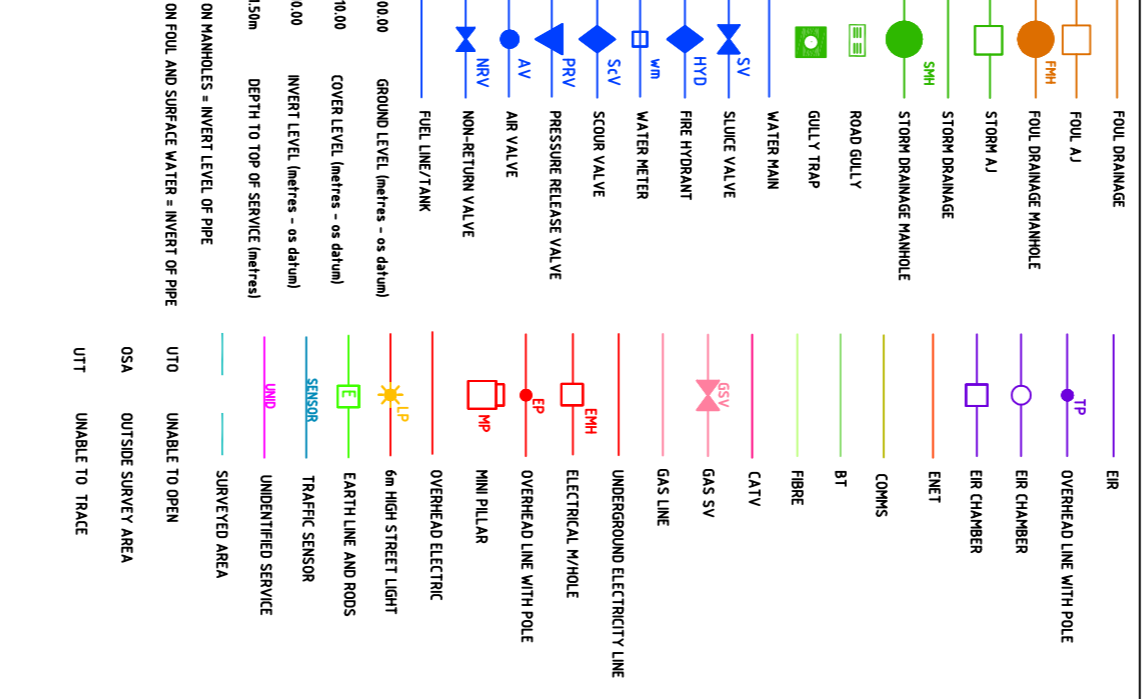 FOUL DRAINAGE
FOUL AJ
FMH FOUL DRAINAGE MANHOLE
STORM AJ
STORM DRAINAGE
SMH STORM DRAINAGE MANHOLE
ROAD GULLY
GULLY TRAP
WATER MAIN
SV SLUICE VALVE
HYD FIRE HYDRANT
wm WATER METER
ScV SCOUR VALVE
PRV PRESSURE RELEASE VALVE
AV AIR VALVE
NRV NON-RETURN VALVE
FUEL LINE/TANK
00.00 GROUND LEVEL (metres - os datum)
10.00 COVER LEVEL (metres - os datum)
0.00 INVERT LEVEL (metres - os datum)
.50m DEPTH TO TOP OF SERVICE (metres)
ON MANHOLES = INVERT LEVEL OF PIPE
ON FOUL AND SURFACE WATER = INVERT OF PIPE
EIR
TP OVERHEAD LINE WITH POLE
EIR CHAMBER
EIR CHAMBER
ENET
COMMS
BT
FIBRE
CATV
GSV GAS SV
GAS LINE
UNDERGROUND ELECTRICITY LINE
EMH ELECTRICAL M/HOLE
EP OVERHEAD LINE WITH POLE
MP MINI PILLAR
OVERHEAD ELECTRIC
LP 6m HIGH STREET LIGHT
E EARTH LINE AND RODS
SENSOR TRAFFIC SENSOR
UNID UNIDENTIFIED SERVICE
SURVEYED AREA
UTO UNABLE TO OPEN
OSA OUTSIDE SURVEY AREA
UTT UNABLE TO TRACE